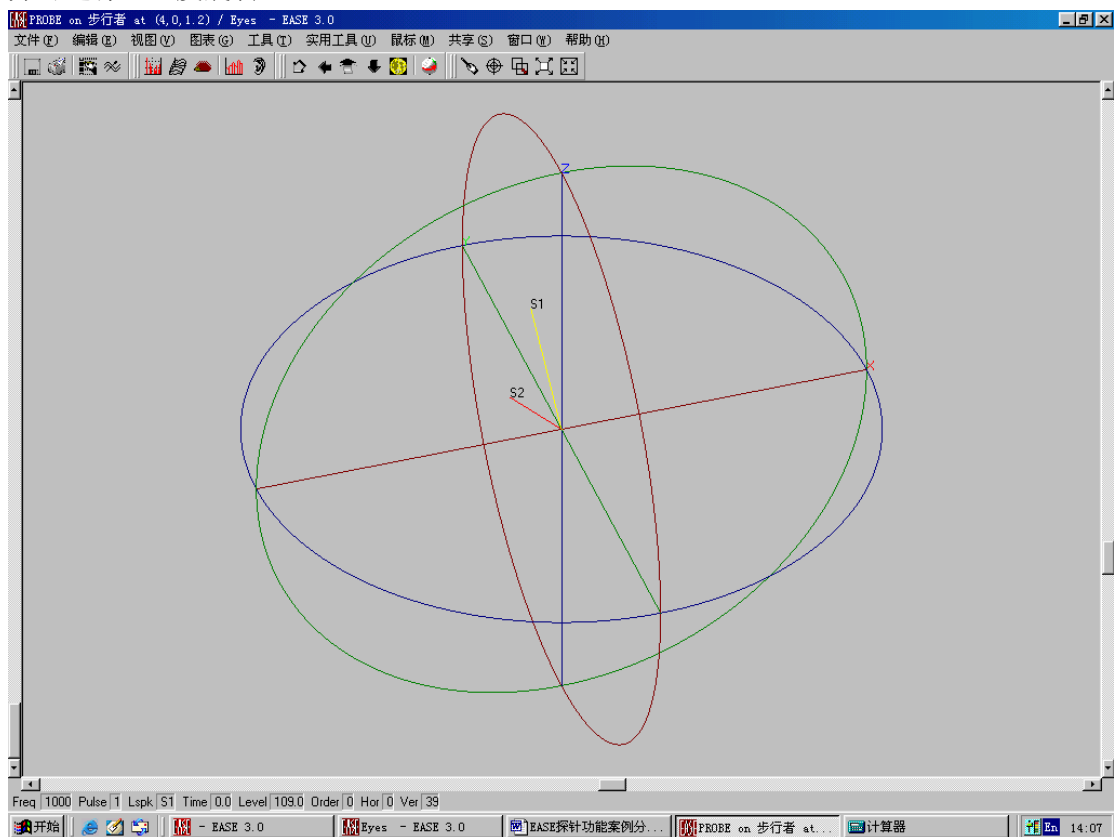 PROBE on 步行者 at (4,0,1.2) / Eyes - EASE 3.0
文件(F) 编辑(E) 视图(V) 图表(G) 工具(I) 实用工具(U) 鼠标(M) 共享(S) 窗口(W) 帮助(H)
Z
S1
X
S2
Freq 1000 Pulse 1 Lspk S1 Time 0.0 Level 109.0 Order 0 Hor 0 Ver 39
开始 - EASE 3.0 Eyes - EASE 3.0 EASE探针功能案例分... PROBE on 步行者 at... 计算器 En 14:07